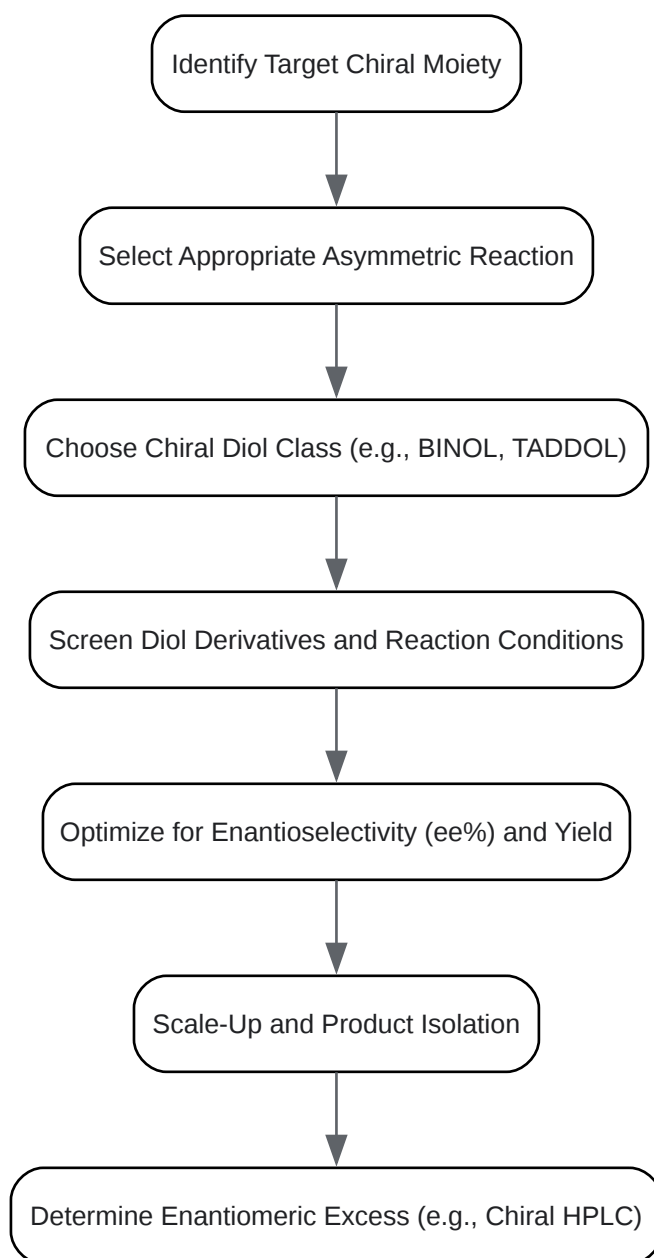 Identify Target Chiral Moiety
Select Appropriate Asymmetric Reaction
Choose Chiral Diol Class (e.g., BINOL, TADDOL)
Screen Diol Derivatives and Reaction Conditions
Optimize for Enantioselectivity (ee%) and Yield
Scale-Up and Product Isolation
Determine Enantiomeric Excess (e.g., Chiral HPLC)